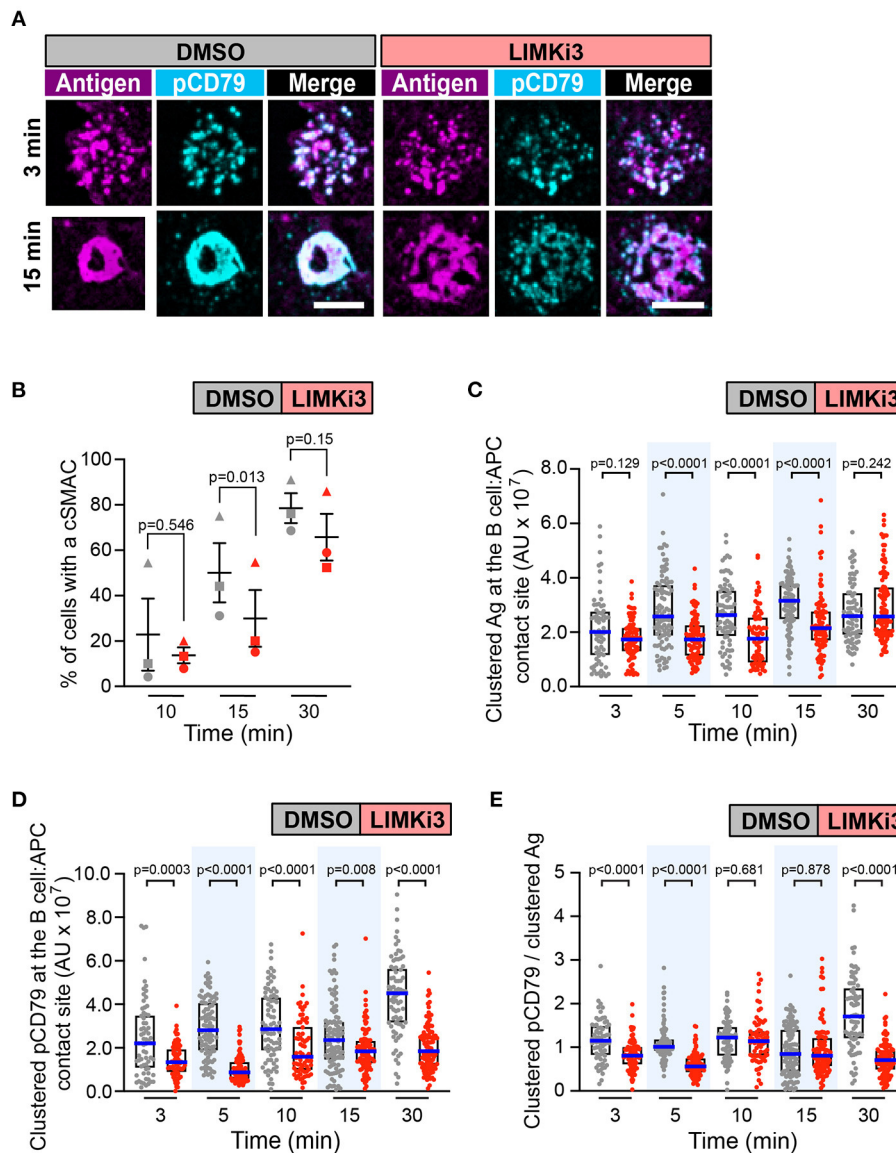 A
DMSO LIMKi3
Antigen pCD79 Merge Antigen pCD79 Merge
3 min
15 min
B
DMSO LIMKi3
% of cells with a cSMAC
100
80
60
40
20
0
p=0.546
p=0.013
p=0.15
10 15 30
Time (min)
C
DMSO LIMKi3
Clustered Ag at the B cell:APC
contact site (AU x 10⁷)
8.0
6.0
4.0
2.0
0.0
p=0.129 p<0.0001 p<0.0001 p<0.0001 p=0.242
3 5 10 15 30
Time (min)
D
DMSO LIMKi3
Clustered pCD79 at the B cell:APC
contact site (AU x 10⁷)
10.0
8.0
6.0
4.0
2.0
0.0
p=0.0003 p<0.0001 p<0.0001 p=0.008 p<0.0001
3 5 10 15 30
Time (min)
E
DMSO LIMKi3
Clustered pCD79 / clustered Ag
5
4
3
2
1
0
p<0.0001 p<0.0001 p=0.681 p=0.878 p<0.0001
3 5 10 15 30
Time (min)